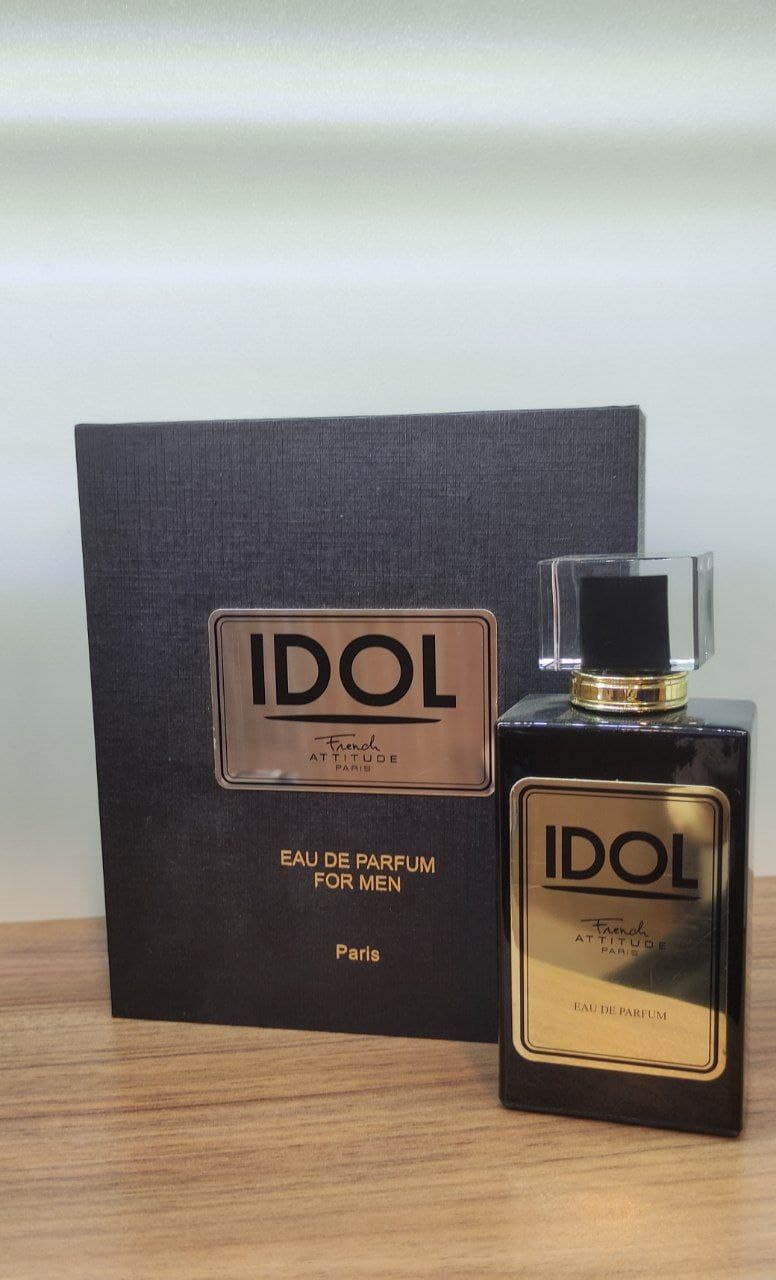 IDOL
French
ATTITUDE
PARIS
EAU DE PARFUM
FOR MEN
Paris
IDOL
French
ATTITUDE
PARIS
EAU DE PARFUM